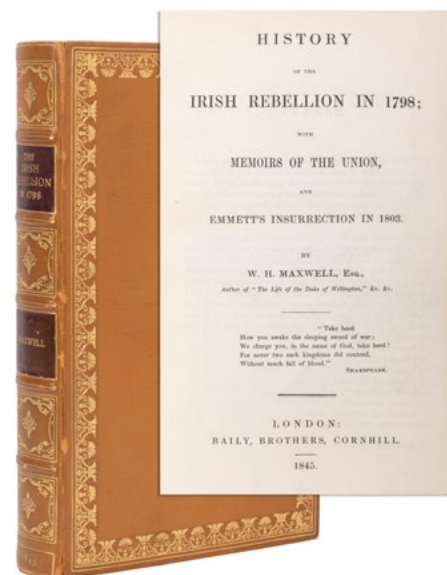 HISTORY
OF THE
IRISH REBELLION IN 1798;
WITH
MEMOIRS OF THE UNION,
AND
EMMETT'S INSURRECTION IN 1803.
BY
W. H. MAXWELL, Esq.,
Author of "The Life of the Duke of Wellington," &c. &c.
"Take heed
How you awake the sleeping sword of war;
We charge you, in the name of God, take heed!
For never two such kingdoms did contend,
Without much fall of blood."
SHAKSPEARE.
LONDON:
BAILY, BROTHERS, CORNHILL.
1845.
THE
IRISH
REBELLION
IN 1798
MAXWELL